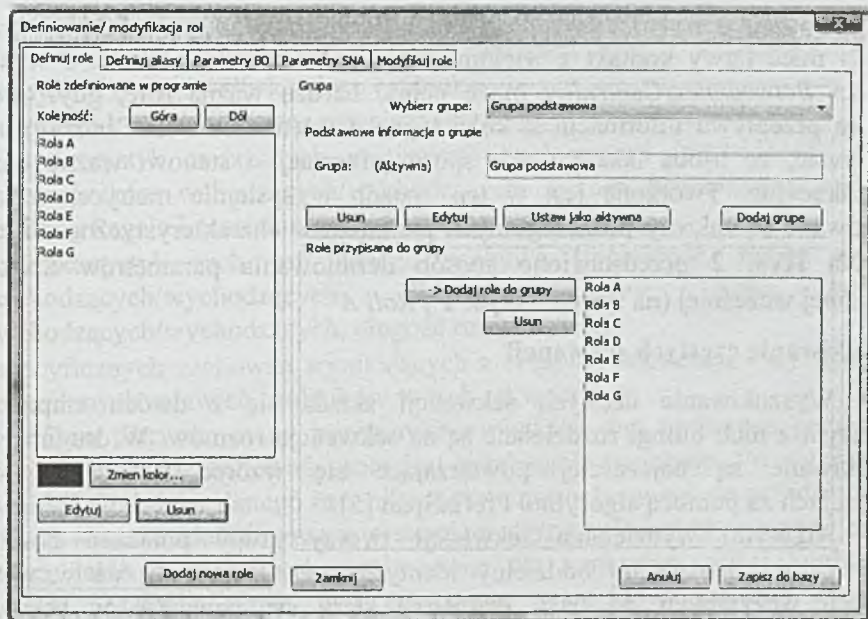 Definiowanie/ modyfikacja rol
Definiuj role Definiuj aliasy Parametry BO Parametry SNA Modyfikuj role
Role zdefiniowane w programie
Kolejność: Góra Dół
Rola A
Rola B
Rola C
Rola D
Rola E
Rola F
Rola G
Zmien kolor...
Edytuj Usun
Dodaj nowa role
Grupa
Wybierz grupe: Grupa podstawowa
Podstawowe informacje o grupie
Grupa: (Aktywna) Grupa podstawowa
Usun Edytuj Ustaw jako aktywna Dodaj grupe
Role przypisane do grupy
-> Dodaj role do grupy
Usun
Rola A
Rola B
Rola C
Rola D
Rola E
Rola F
Rola G
Zamknij Anuluj Zapisz do bazy